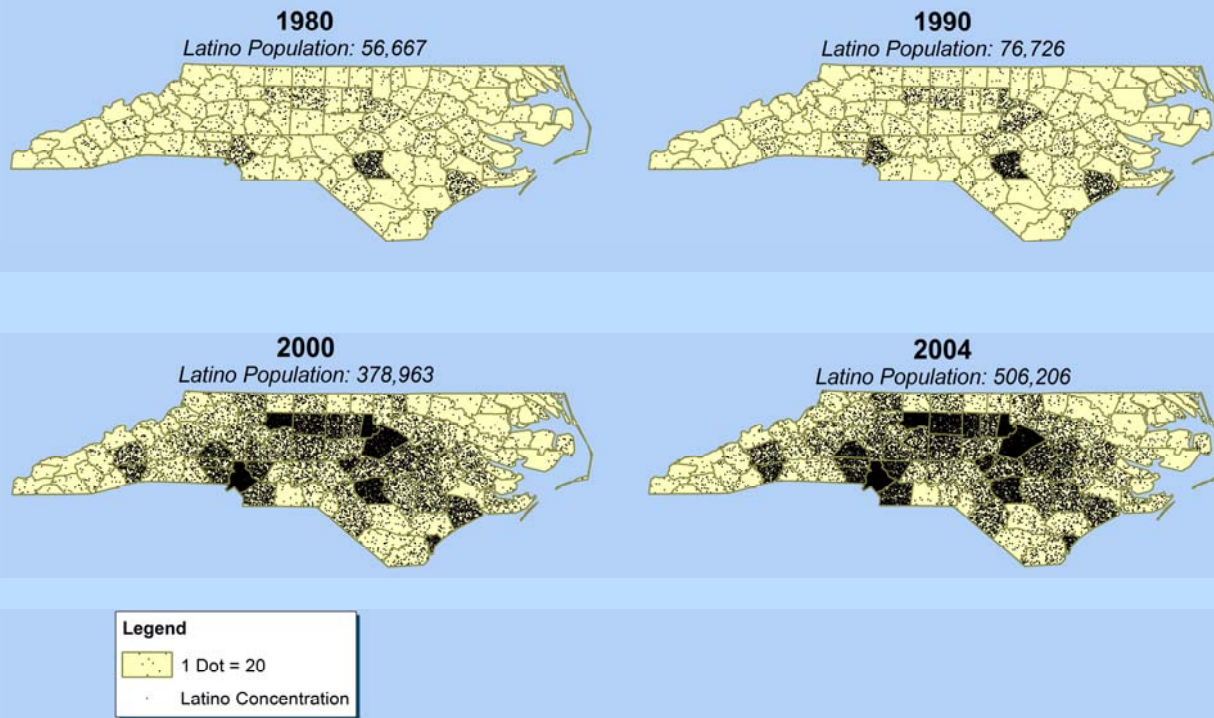 1980
Latino Population: 56,667
1990
Latino Population: 76,726
2000
Latino Population: 378,963
2004
Latino Population: 506,206
Legend
1 Dot = 20
Latino Concentration